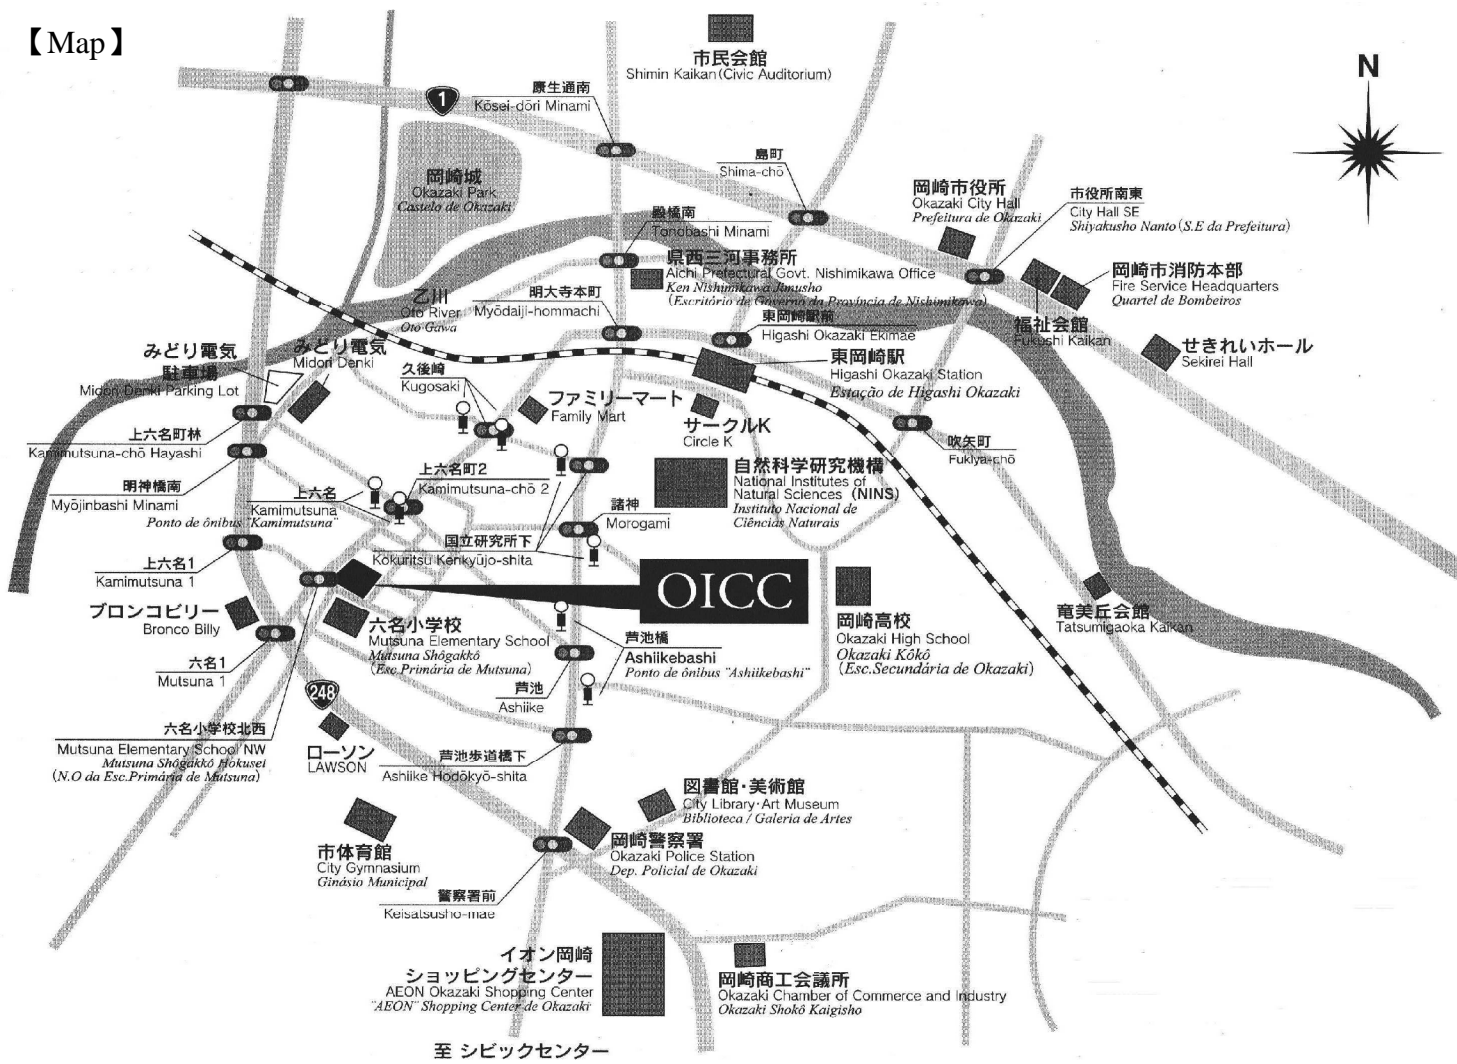 【Map】
市民会館
Shimin Kaikan (Civic Auditorium)
N
康生通南
Kōsei-dōri Minami
1
島町
Shima-chō
岡崎城
Okazaki Park
Castelo de Okazaki
岡崎市役所
Okazaki City Hall
Prefeitura de Okazaki
市役所南東
City Hall SE
Shiyakusho Nanto (S.E da Prefeitura)
殿橋南
Tonobashi Minami
県西三河事務所
Aichi Prefectural Govt. Nishimikawa Office
Ken Nishimikawa Jimusho
(Escritório de Governo da Província de Nishimikawa)
岡崎市消防本部
Fire Service Headquarters
Quartel de Bombeiros
乙川
Oto River
Oto Gawa
明大寺本町
Myōdaiji-hommachi
東岡崎駅前
Higashi Okazaki Ekimae
福祉会館
Fukushi Kaikan
せきれいホール
Sekirei Hall
みどり電気
駐車場
Midori Denki Parking Lot
みどり電気
Midori Denki
久後崎
Kugosaki
東岡崎駅
Higashi Okazaki Station
Estação de Higashi Okazaki
ファミリーマート
Family Mart
サークルK
Circle K
上六名町林
Kamimutsuna-chō Hayashi
吹矢町
Fukiya-chō
上六名町2
Kamimutsuna-chō 2
自然科学研究機構
National Institutes of
Natural Sciences (NINS)
Instituto Nacional de
Ciências Naturais
明神橋南
Myōjinbashi Minami
上六名
Kamimutsuna
Ponto de ônibus "Kamimutsuna"
諸神
Morogami
国立研究所下
Kokuritsu Kenkyūjo-shita
上六名1
Kamimutsuna 1
OICC
ブロンコビリー
Bronco Billy
六名小学校
Mutsuna Elementary School
Mutsuna Shôgakkô
(Esc.Primária de Mutsuna)
芦池橋
Ashiikebashi
Ponto de ônibus "Ashiikebashi"
岡崎高校
Okazaki High School
Okazaki Kôkô
(Esc.Secundária de Okazaki)
竜美丘会館
Tatsumigaoka Kaikan
六名1
Mutsuna 1
芦池
Ashiike
248
六名小学校北西
Mutsuna Elementary School NW
Mutsuna Shôgakkô Hokusei
(N.O da Esc.Primária de Mutsuna)
ローソン
LAWSON
芦池歩道橋下
Ashiike Hodōkyō-shita
図書館・美術館
City Library・Art Museum
Biblioteca / Galeria de Artes
市体育館
City Gymnasium
Ginásio Municipal
岡崎警察署
Okazaki Police Station
Dep. Policial de Okazaki
警察署前
Keisatsusho-mae
イオン岡崎
ショッピングセンター
AEON Okazaki Shopping Center
"AEON" Shopping Center de Okazaki
岡崎商工会議所
Okazaki Chamber of Commerce and Industry
Okazaki Shokô Kaigisho
至 シビックセンター